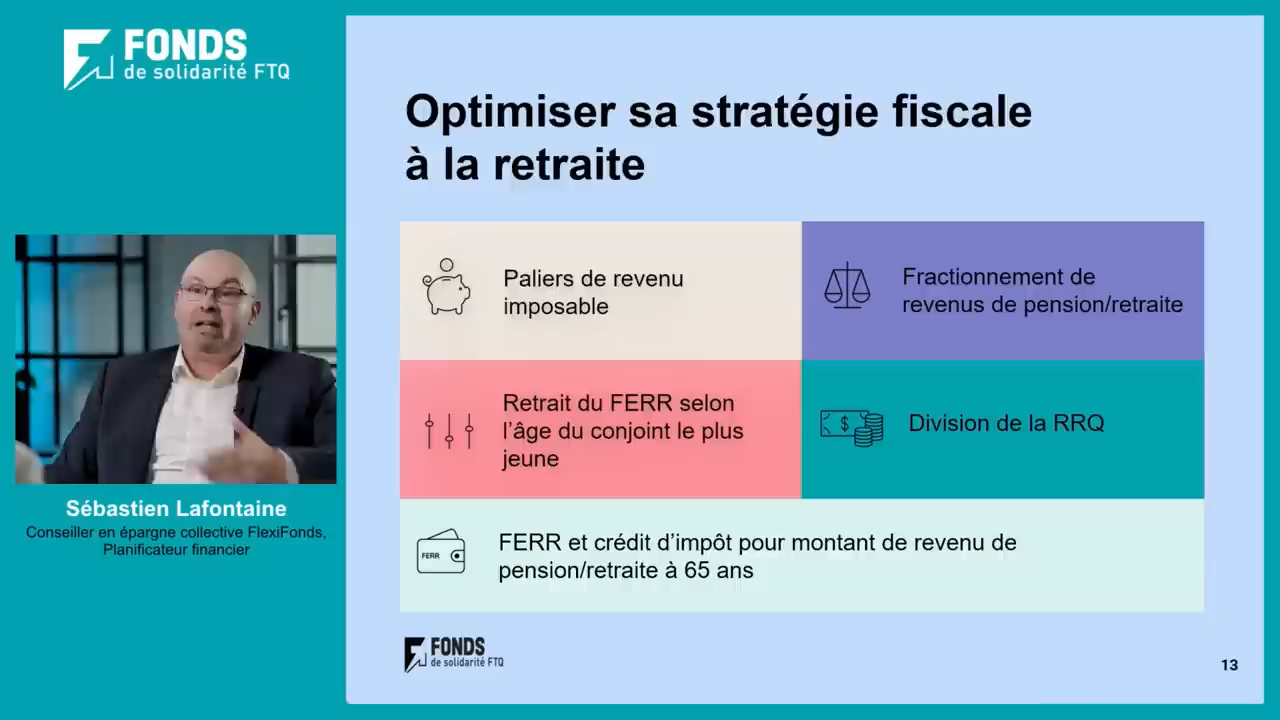 FONDS
de solidarité FTQ
Optimiser sa stratégie fiscale
à la retraite
Paliers de revenu
imposable
Fractionnement de
revenus de pension/retraite
Retrait du FERR selon
l'âge du conjoint le plus
jeune
$
Division de la RRQ
FERR
FERR et crédit d'impôt pour montant de revenu de
pension/retraite à 65 ans
Sébastien Lafontaine
Conseiller en épargne collective FlexiFonds,
Planificateur financier
FONDS
de solidarité FTQ
13